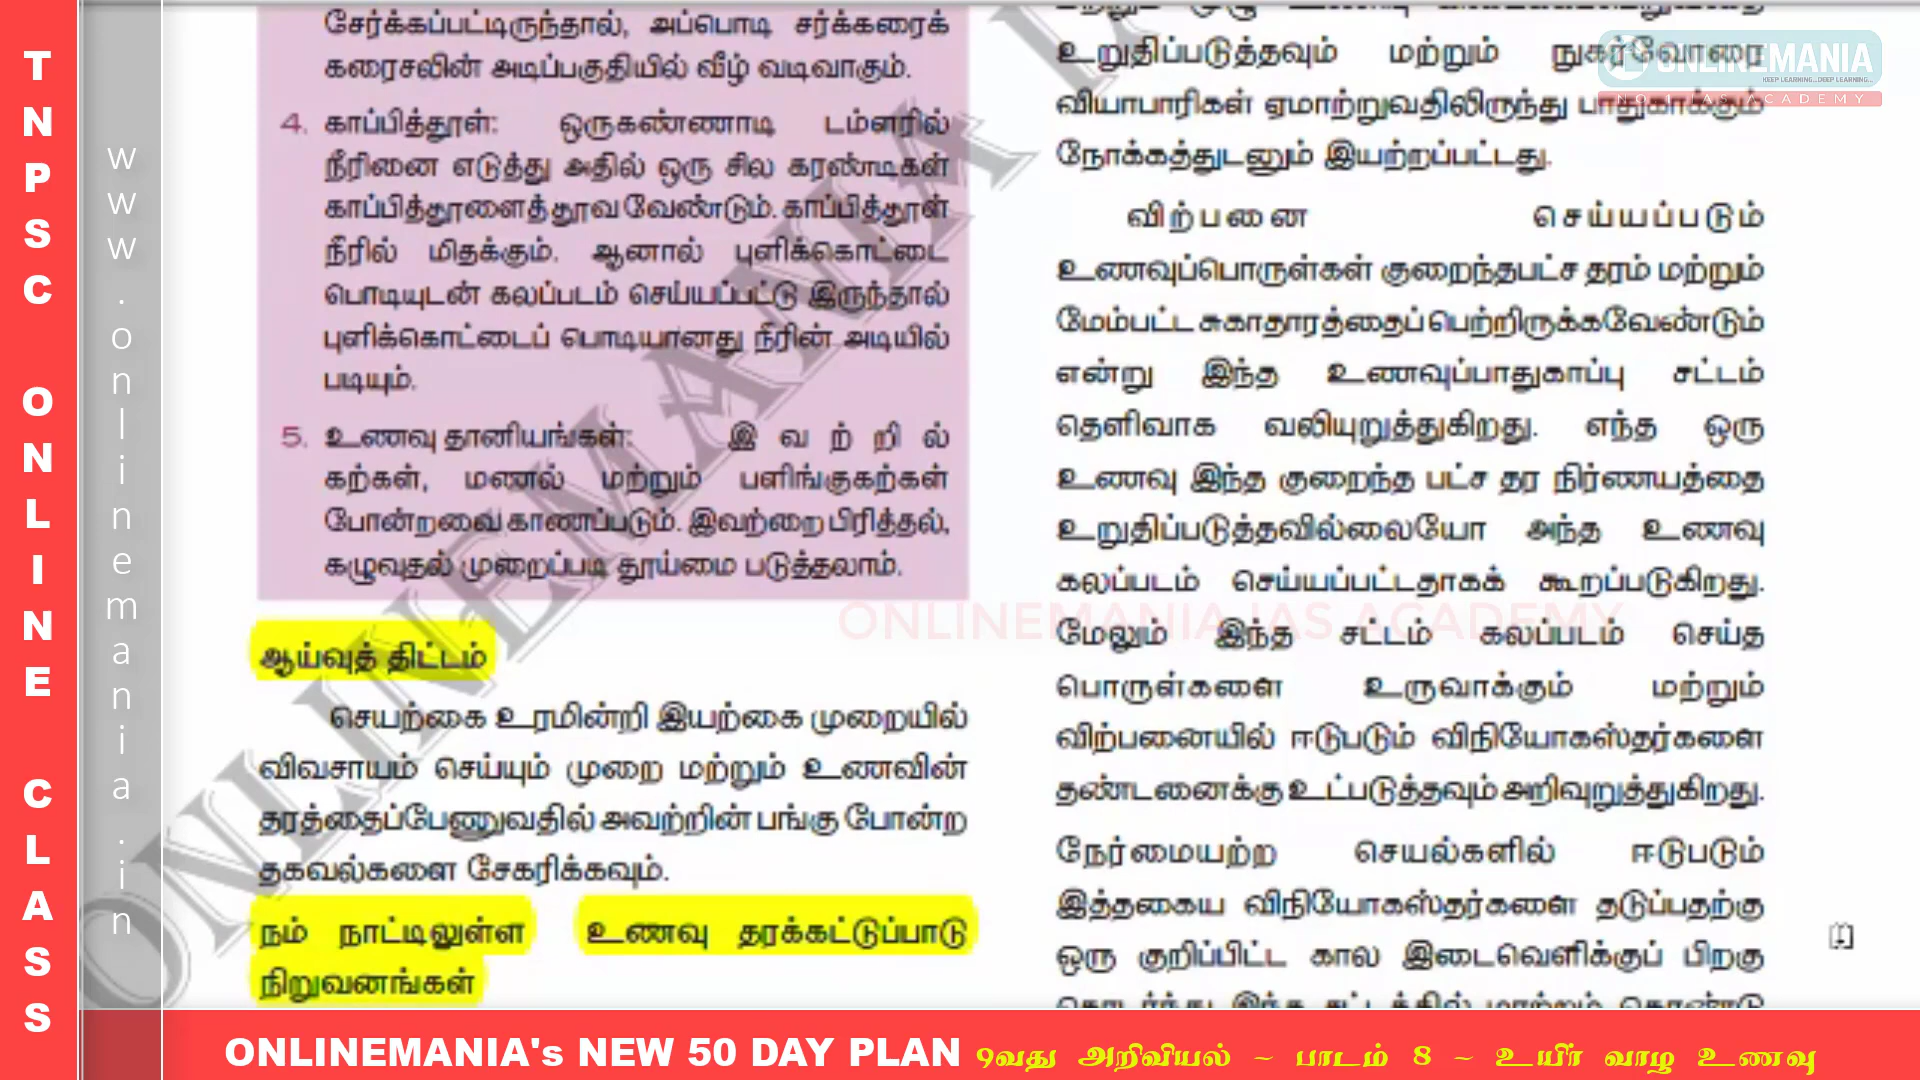 TNPSC ONLINE CLASS
www.onlinemania.in
சேர்க்கப்பட்டிருந்தால், அப்பொடி சர்க்கரைக்
கரைசலின் அடிப்பகுதியில் வீழ் வடிவாகும்.
4. காப்பித்தூள்: ஒருகண்ணாடி டம்ளரில்
நீரினை எடுத்து அதில் ஒரு சில கரண்டிகள்
காப்பித்தூளைத் தூவ வேண்டும். காப்பித்தூள்
நீரில் மிதக்கும். ஆனால் புளிக்கொட்டை
பொடியுடன் கலப்படம் செய்யப்பட்டு இருந்தால்
புளிக்கொட்டைப் பொடியானது நீரின் அடியில்
படியும்.
5. உணவு தானியங்கள்: இவற்றில்
கற்கள், மணல் மற்றும் பளிங்குகற்கள்
போன்றவை காணப்படும். இவற்றை பிரித்தல்,
கழுவுதல் முறைப்படி தூய்மை படுத்தலாம்.
ஆய்வுத் திட்டம்
செயற்கை உரமின்றி இயற்கை முறையில்
விவசாயம் செய்யும் முறை மற்றும் உணவின்
தரத்தைப்பேணுவதில் அவற்றின் பங்கு போன்ற
தகவல்களை சேகரிக்கவும்.
நம் நாட்டிலுள்ள உணவு தரக்கட்டுப்பாடு
நிறுவனங்கள்
உறுதிப்படுத்தவும் மற்றும் நுகர்வோரை
வியாபாரிகள் ஏமாற்றுவதிலிருந்து பாதுகாக்கும்
நோக்கத்துடனும் இயற்றப்பட்டது.
விற்பனை செய்யப்படும்
உணவுப்பொருள்கள் குறைந்தபட்ச தரம் மற்றும்
மேம்பட்ட சுகாதாரத்தைப் பெற்றிருக்கவேண்டும்
என்று இந்த உணவுப்பாதுகாப்பு சட்டம்
தெளிவாக வலியுறுத்துகிறது. எந்த ஒரு
உணவு இந்த குறைந்த பட்ச தர நிர்ணயத்தை
உறுதிப்படுத்தவில்லையோ அந்த உணவு
கலப்படம் செய்யப்பட்டதாகக் கூறப்படுகிறது.
மேலும் இந்த சட்டம் கலப்படம் செய்த
பொருள்களை உருவாக்கும் மற்றும்
விற்பனையில் ஈடுபடும் விநியோகஸ்தர்களை
தண்டனைக்கு உட்படுத்தவும் அறிவுறுத்துகிறது.
நேர்மையற்ற செயல்களில் ஈடுபடும்
இத்தகைய விநியோகஸ்தர்களை தடுப்பதற்கு
ஒரு குறிப்பிட்ட கால இடைவெளிக்குப் பிறகு
ONLINEMANIA
KEEP LEARNING...DEEP LEARNING...
NO.1 IAS ACADEMY
ONLINEMANIA IAS ACADEMY
ONLINEMANIA
ONLINEMANIA's NEW 50 DAY PLAN 9வது அறிவியல் ~ பாடம் 8 ~ உயிர் வாழ உணவு